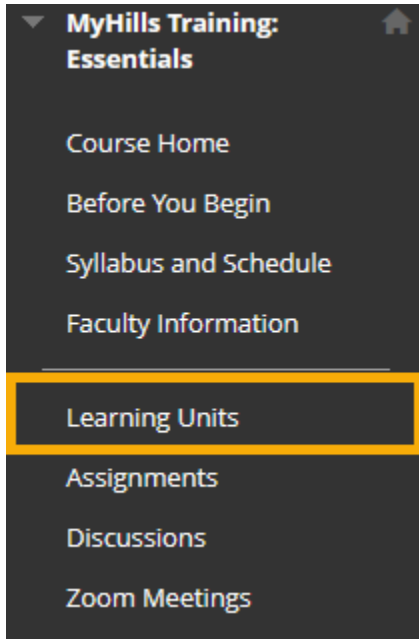 MyHills Training:
Essentials
Course Home
Before You Begin
Syllabus and Schedule
Faculty Information
Learning Units
Assignments
Discussions
Zoom Meetings